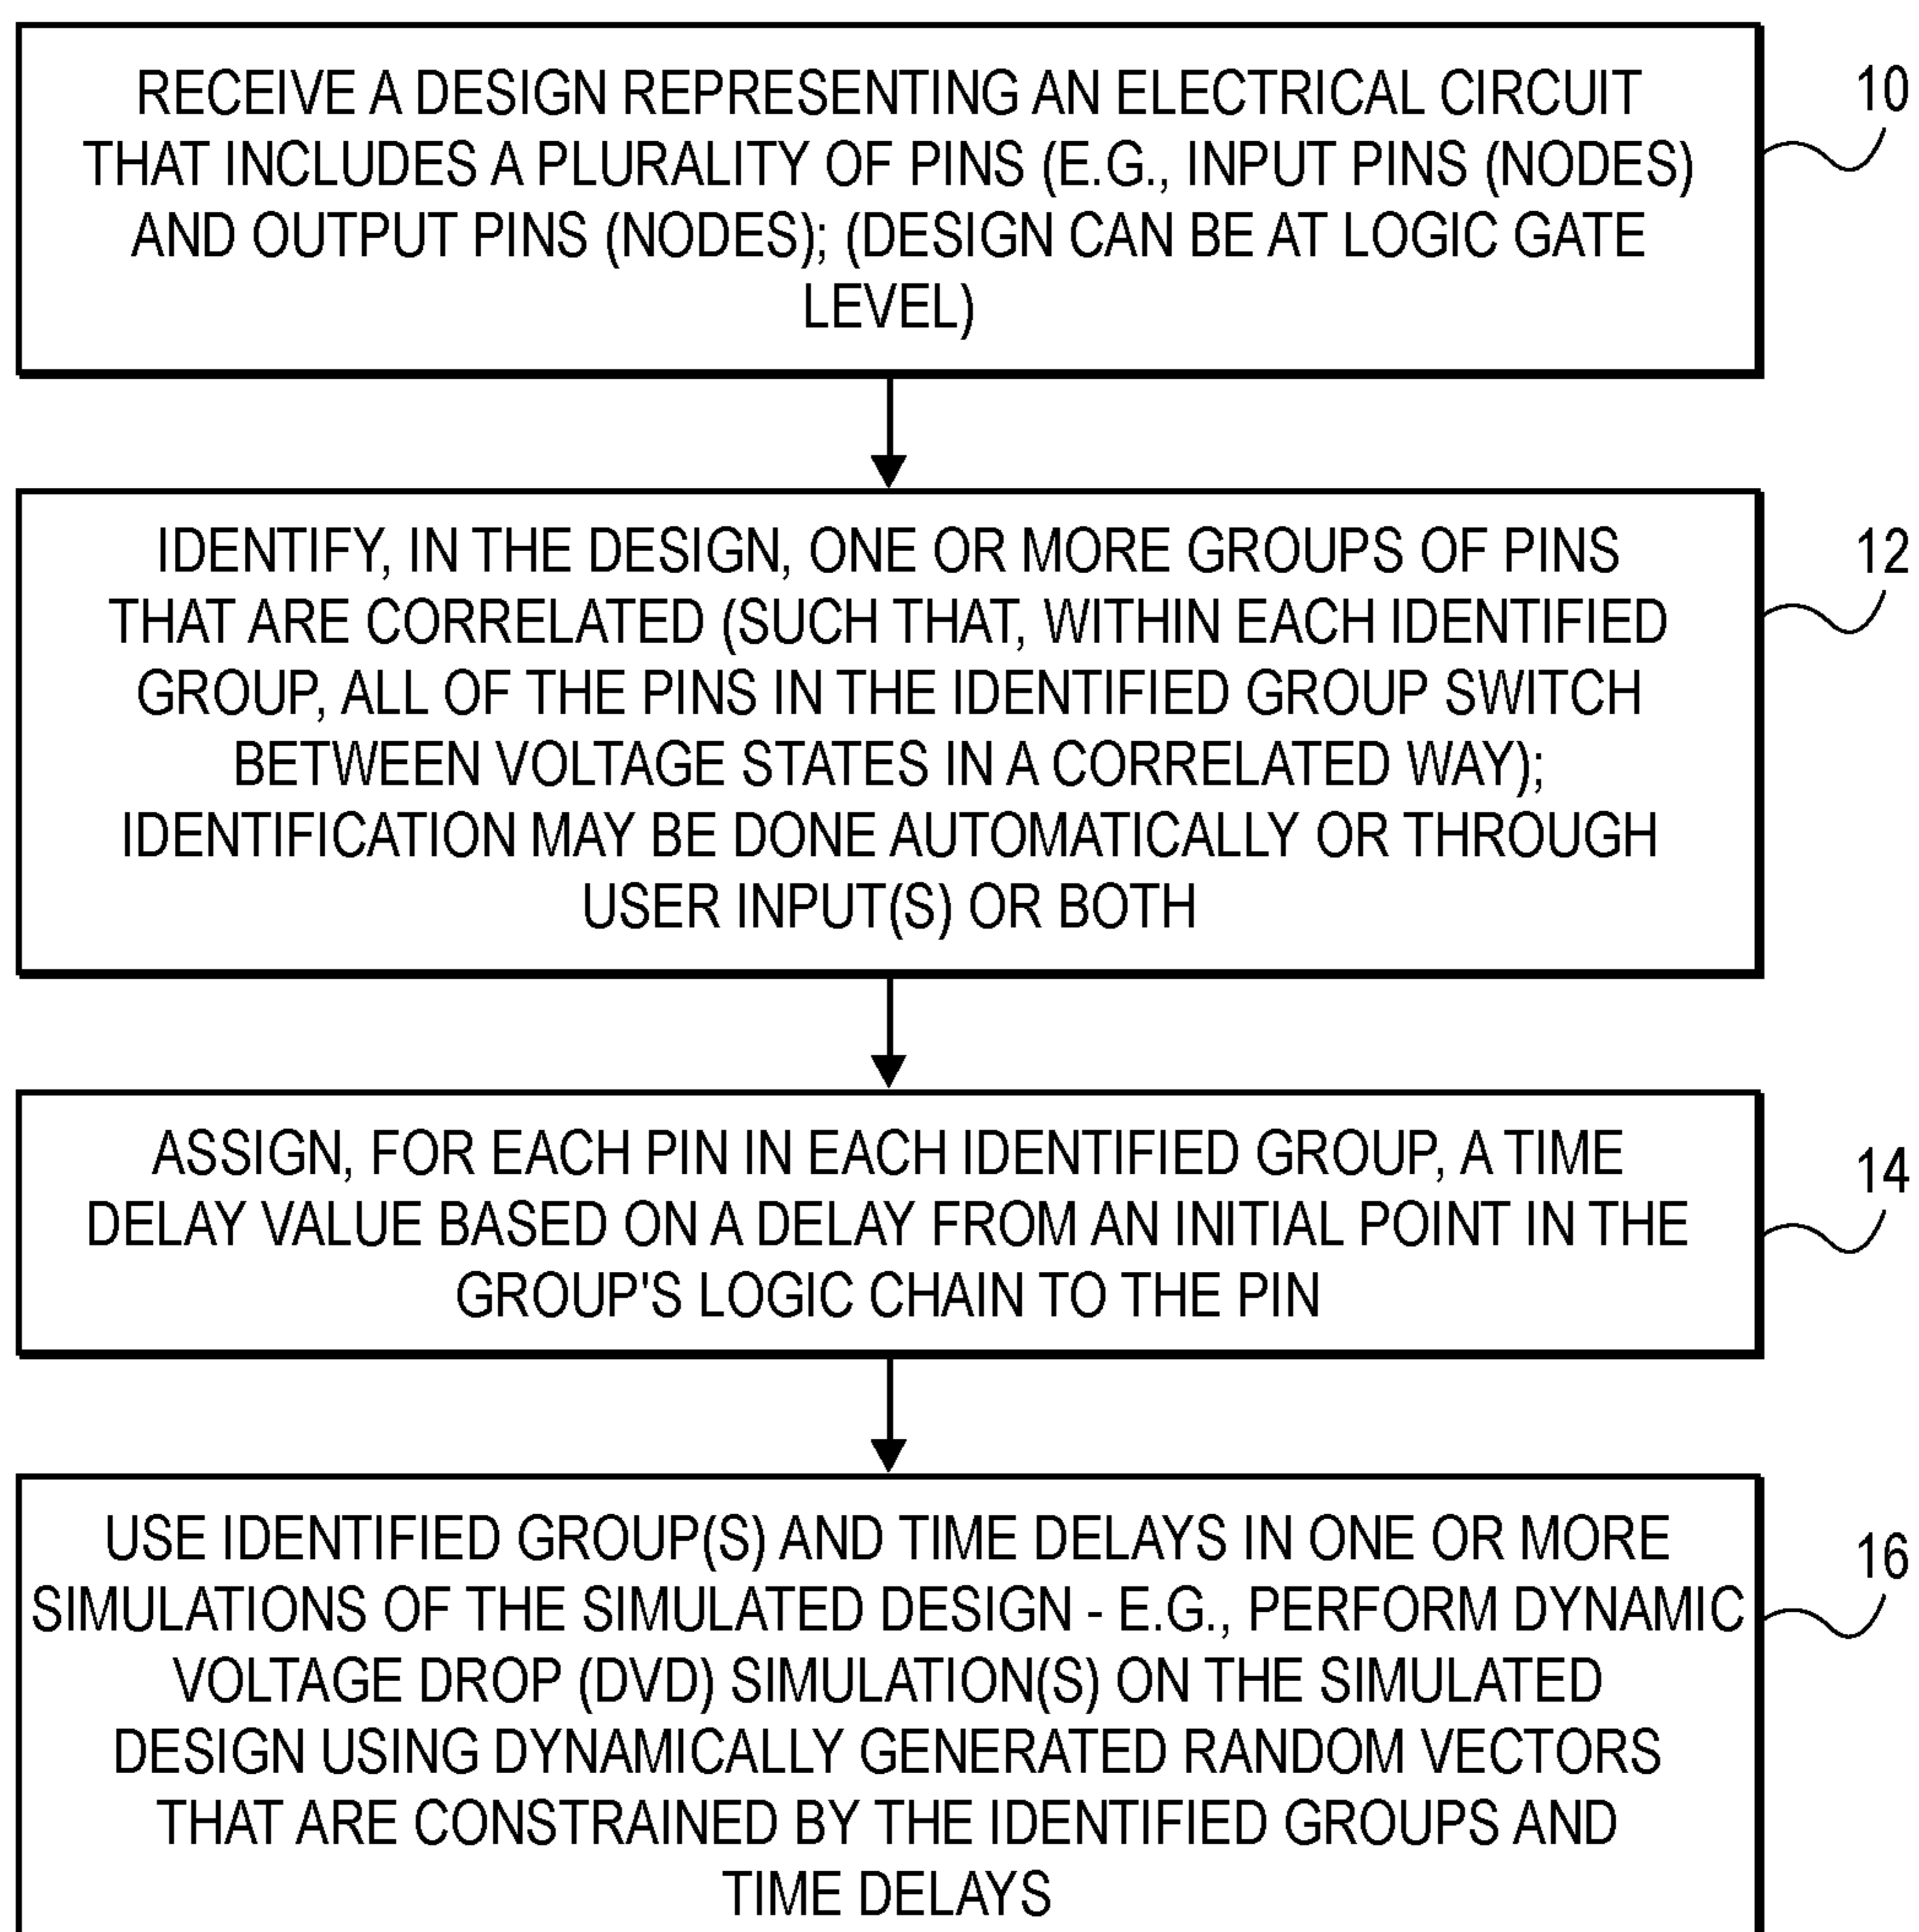 RECEIVE A DESIGN REPRESENTING AN ELECTRICAL CIRCUIT
THAT INCLUDES A PLURALITY OF PINS (E.G., INPUT PINS (NODES)
AND OUTPUT PINS (NODES); (DESIGN CAN BE AT LOGIC GATE
LEVEL)
10
IDENTIFY, IN THE DESIGN, ONE OR MORE GROUPS OF PINS
THAT ARE CORRELATED (SUCH THAT, WITHIN EACH IDENTIFIED
GROUP, ALL OF THE PINS IN THE IDENTIFIED GROUP SWITCH
BETWEEN VOLTAGE STATES IN A CORRELATED WAY);
IDENTIFICATION MAY BE DONE AUTOMATICALLY OR THROUGH
USER INPUT(S) OR BOTH
12
ASSIGN, FOR EACH PIN IN EACH IDENTIFIED GROUP, A TIME
DELAY VALUE BASED ON A DELAY FROM AN INITIAL POINT IN THE
GROUP'S LOGIC CHAIN TO THE PIN
14
USE IDENTIFIED GROUP(S) AND TIME DELAYS IN ONE OR MORE
SIMULATIONS OF THE SIMULATED DESIGN - E.G., PERFORM DYNAMIC
VOLTAGE DROP (DVD) SIMULATION(S) ON THE SIMULATED
DESIGN USING DYNAMICALLY GENERATED RANDOM VECTORS
THAT ARE CONSTRAINED BY THE IDENTIFIED GROUPS AND
TIME DELAYS
16